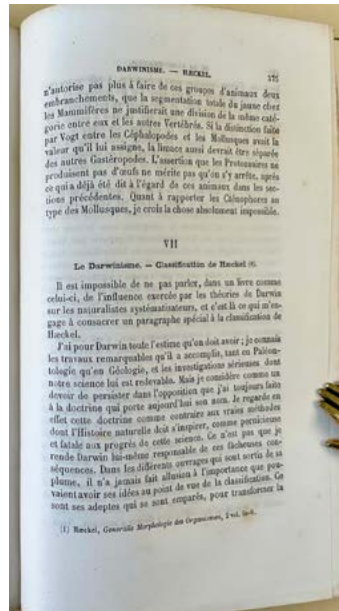 DARWINISME. — HÆCKEL. 175
n'autorise pas plus à faire de ces groupes d'animaux deux
embranchements, que la segmentation totale du jaune chez
les Mammifères ne justifierait une division de la même caté-
gorie entre eux et les autres Vertébrés. Si la distinction faite
par Vogt entre les Céphalopodes et les Mollusques avait la
valeur qu'il lui assigne, la limace aussi devrait être séparée
des autres Gastéropodes. L'assertion que les Protozoaires ne
produisent pas d'œufs ne mérite pas qu'on s'y arrête, après
ce qui a déjà été dit à l'égard de ces animaux dans les sec-
tions précédentes. Quant à rapporter les Cténophores au
type des Mollusques, je crois la chose absolument impossible.
VII
Le Darwinisme. — Classification de Hæckel (1).
Il est impossible de ne pas parler, dans un livre comme
celui-ci, de l'influence exercée par les théories de Darwin
sur les naturalistes systématisateurs, et c'est là ce qui m'en-
gage à consacrer un paragraphe spécial à la classification de
Hæckel.
J'ai pour Darwin toute l'estime qu'on doit avoir ; je connais
les travaux remarquables qu'il a accomplis, tant en Paléon-
tologie qu'en Géologie, et les investigations sérieuses dont
notre science lui est redevable. Mais je considère comme un
devoir de persister dans l'opposition que j'ai toujours faite
à la doctrine qui porte aujourd'hui son nom. Je regarde en
effet cette doctrine comme contraire aux vraies méthodes
dont l'Histoire naturelle doit s'inspirer, comme pernicieuse
et fatale aux progrès de cette science. Ce n'est pas que je
rende Darwin lui-même responsable de ces fâcheuses con-
séquences. Dans les différents ouvrages qui sont sortis de sa
plume, il n'a jamais fait allusion à l'importance que pou-
vaient avoir ses idées au point de vue de la classification. Ce
sont ses adeptes qui se sont emparés, pour transformer la
(1) Hæckel, Generelle Morphologie der Organismen, 2 vol. in-8.